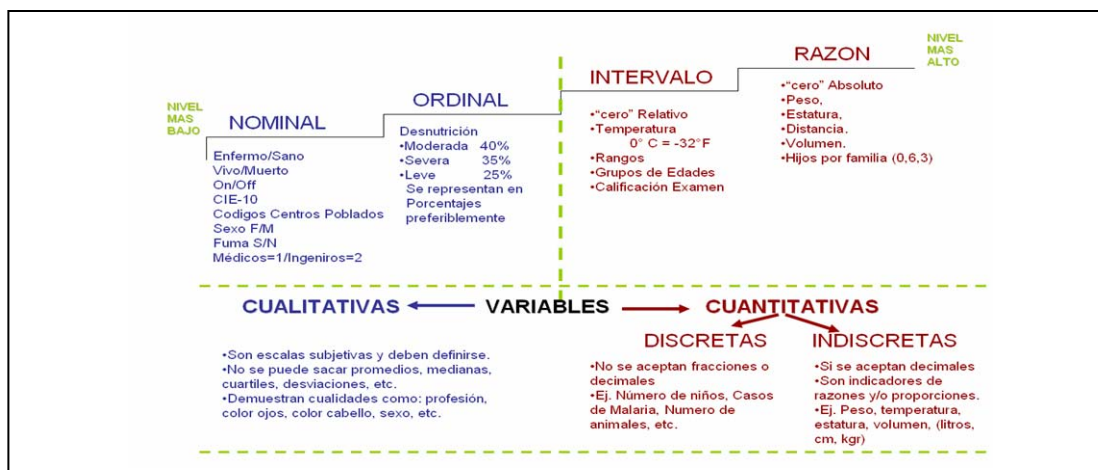 NIVEL
MAS
BAJO
NOMINAL
Enfermo/Sano
Vivo/Muerto
On/Off
CIE-10
Codigos Centros Poblados
Sexo F/M
Fuma S/N
Médicos=1/Ingeniros=2
ORDINAL
Desnutrición
•Moderada 40%
•Severa 35%
•Leve 25%
Se representan en
Porcentajes
preferiblemente
INTERVALO
•“cero” Relativo
•Temperatura
0° C = -32°F
•Rangos
•Grupos de Edades
•Calificación Examen
RAZON
•“cero” Absoluto
•Peso,
•Estatura,
•Distancia.
•Volumen.
•Hijos por familia (0,6,3)
NIVEL
MAS
ALTO
CUALITATIVAS VARIABLES CUANTITATIVAS
•Son escalas subjetivas y deben definirse.
•No se puede sacar promedios, medianas,
cuartiles, desviaciones, etc.
•Demuestran cualidades como: profesión,
color ojos, color cabello, sexo, etc.
DISCRETAS
•No se aceptan fracciones o
decimales
•Ej. Número de niños, Casos
de Malaria, Numero de
animales, etc.
INDISCRETAS
•Si se aceptan decimales
•Son indicadores de
razones y/o proporciones.
•Ej. Peso, temperatura,
estatura, volumen, (litros,
cm, kgr)